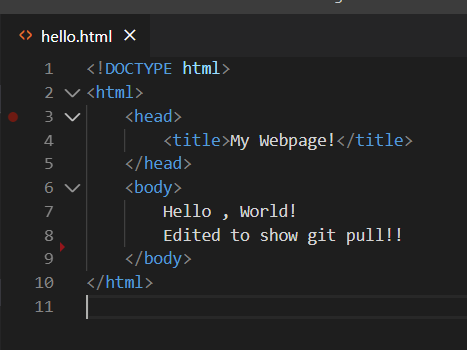 hello.html
1 <!DOCTYPE html>
2 <html>
3 <head>
4 <title>My Webpage!</title>
5 </head>
6 <body>
7 Hello , World!
8 Edited to show git pull!!
9 </body>
10 </html>
11